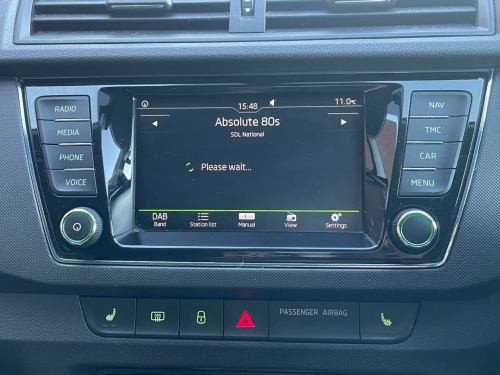 15:48 11.0°C
RADIO Absolute 80s NAV
SDL National
MEDIA TMC
PHONE Please wait... CAR
VOICE MENU
DAB
Band Station list Manual View Settings
PASSENGER AIRBAG